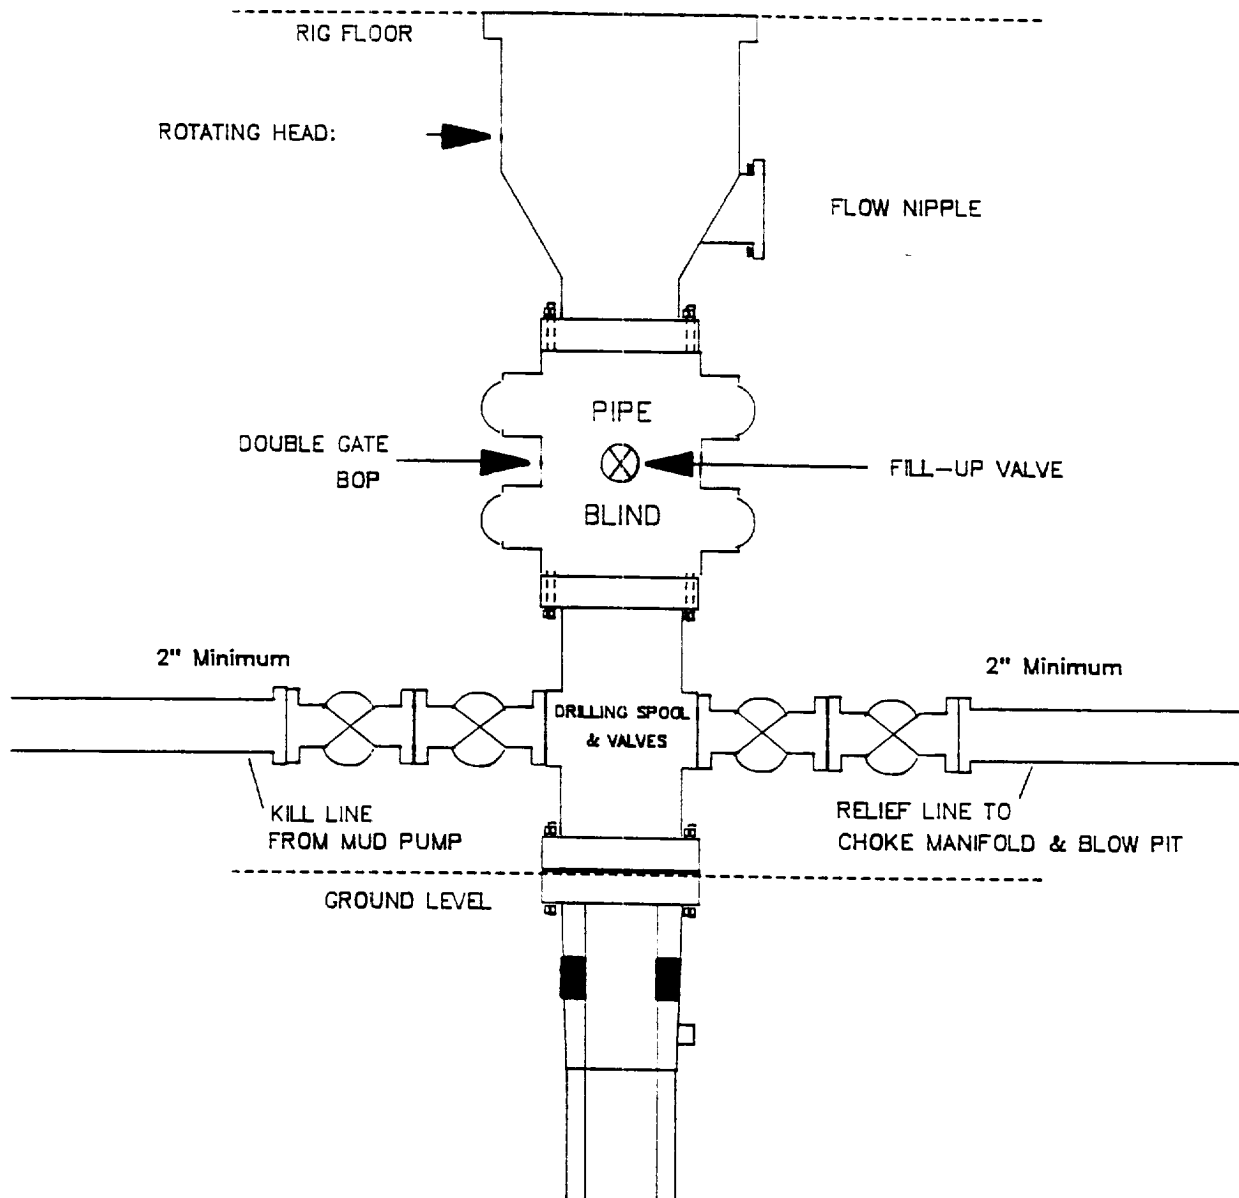 RIG FLOOR
ROTATING HEAD:
FLOW NIPPLE
PIPE
DOUBLE GATE
BOP
FILL-UP VALVE
BLIND
2" Minimum
2" Minimum
DRILLING SPOOL
& VALVES
KILL LINE
FROM MUD PUMP
RELIEF LINE TO
CHOKE MANIFOLD & BLOW PIT
GROUND LEVEL